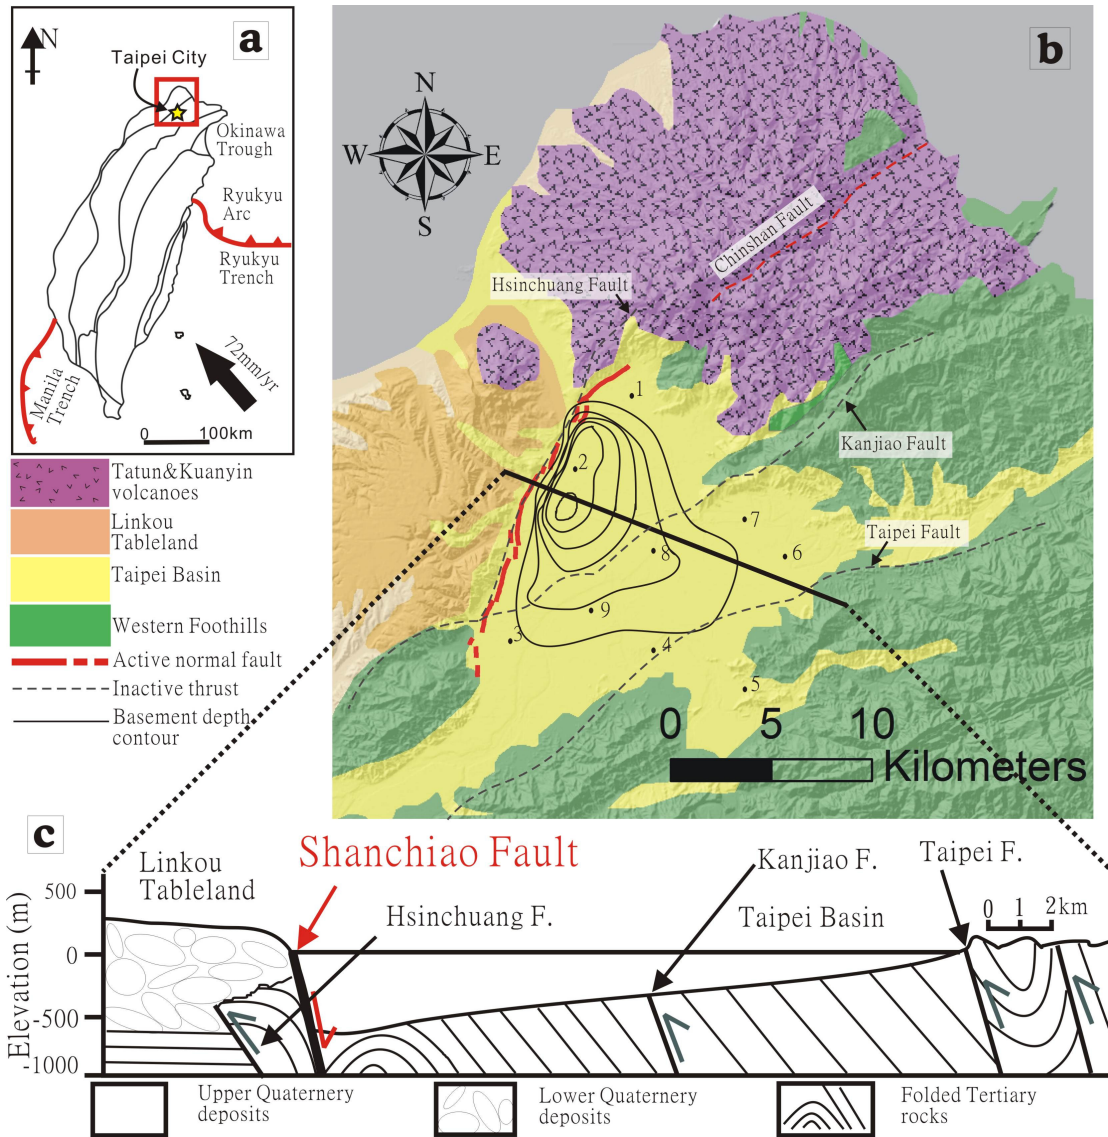 a
N
Taipei City
Okinawa
Trough
Ryukyu
Arc
Ryukyu
Trench
72mm/yr
Manila
Trench
0 100km
b
N
W E
S
Chinshan Fault
Hsinchuang Fault
Kanjiao Fault
Taipei Fault
1
2
7
8
6
9
3
4
5
0 5 10
Kilometers
Tatun&Kuanyin
volcanoes
Linkou
Tableland
Taipei Basin
Western Foothills
Active normal fault
Inactive thrust
Basement depth
contour
c
Shanchiao Fault
Linkou
Tableland
Hsinchuang F.
Kanjiao F.
Taipei F.
Taipei Basin
0 1 2km
Elevation (m)
500
0
-500
-1000
Upper Quaternery
deposits
Lower Quaternery
deposits
Folded Tertiary
rocks